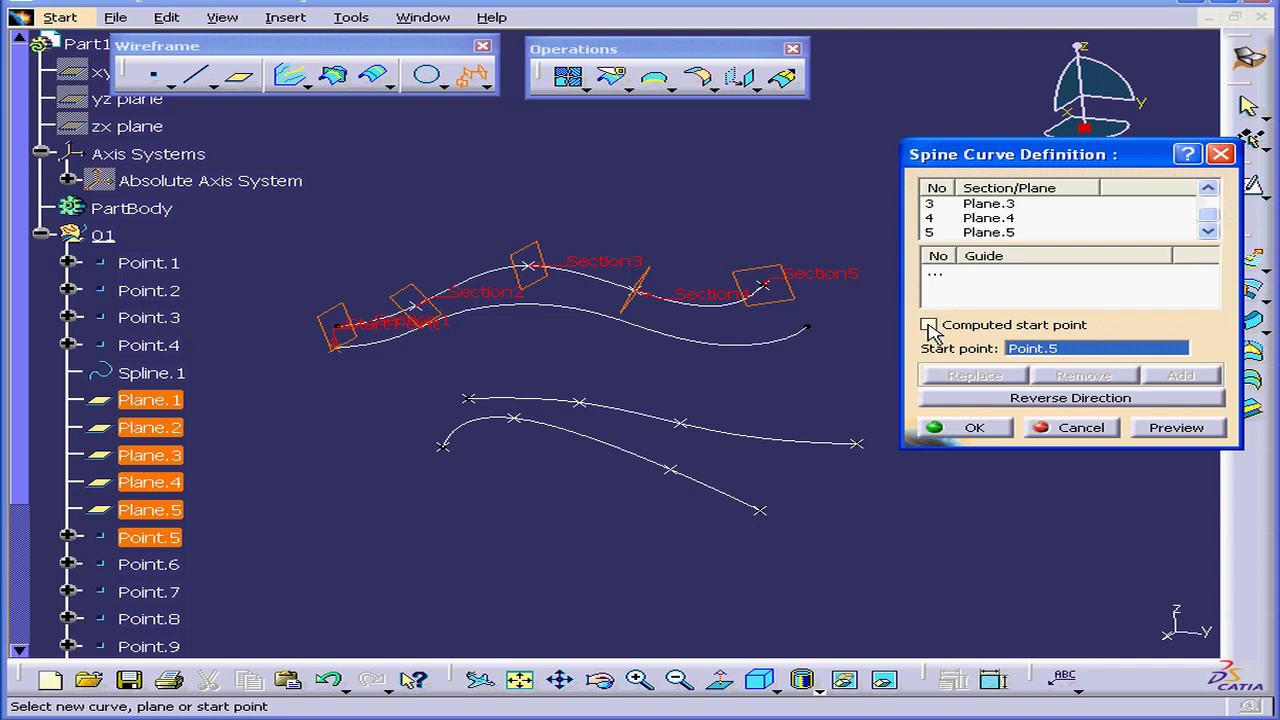 Start File Edit View Insert Tools Window Help
Part1
Wireframe
Operations
xy
yz plane
zx plane
Axis Systems
Absolute Axis System
PartBody
01
Point.1
Point.2
Point.3
Point.4
Spline.1
Plane.1
Plane.2
Plane.3
Plane.4
Plane.5
Point.5
Point.6
Point.7
Point.8
Point.9
Section2
Section3
Section4
Section5
z
y
x
Spine Curve Definition :
?
No Section/Plane
3 Plane.3
4 Plane.4
5 Plane.5
No Guide
...
Computed start point
Start point: Point.5
Replace Remove Add
Reverse Direction
OK Cancel Preview
z
x y
ABC
CATIA
Select new curve, plane or start point